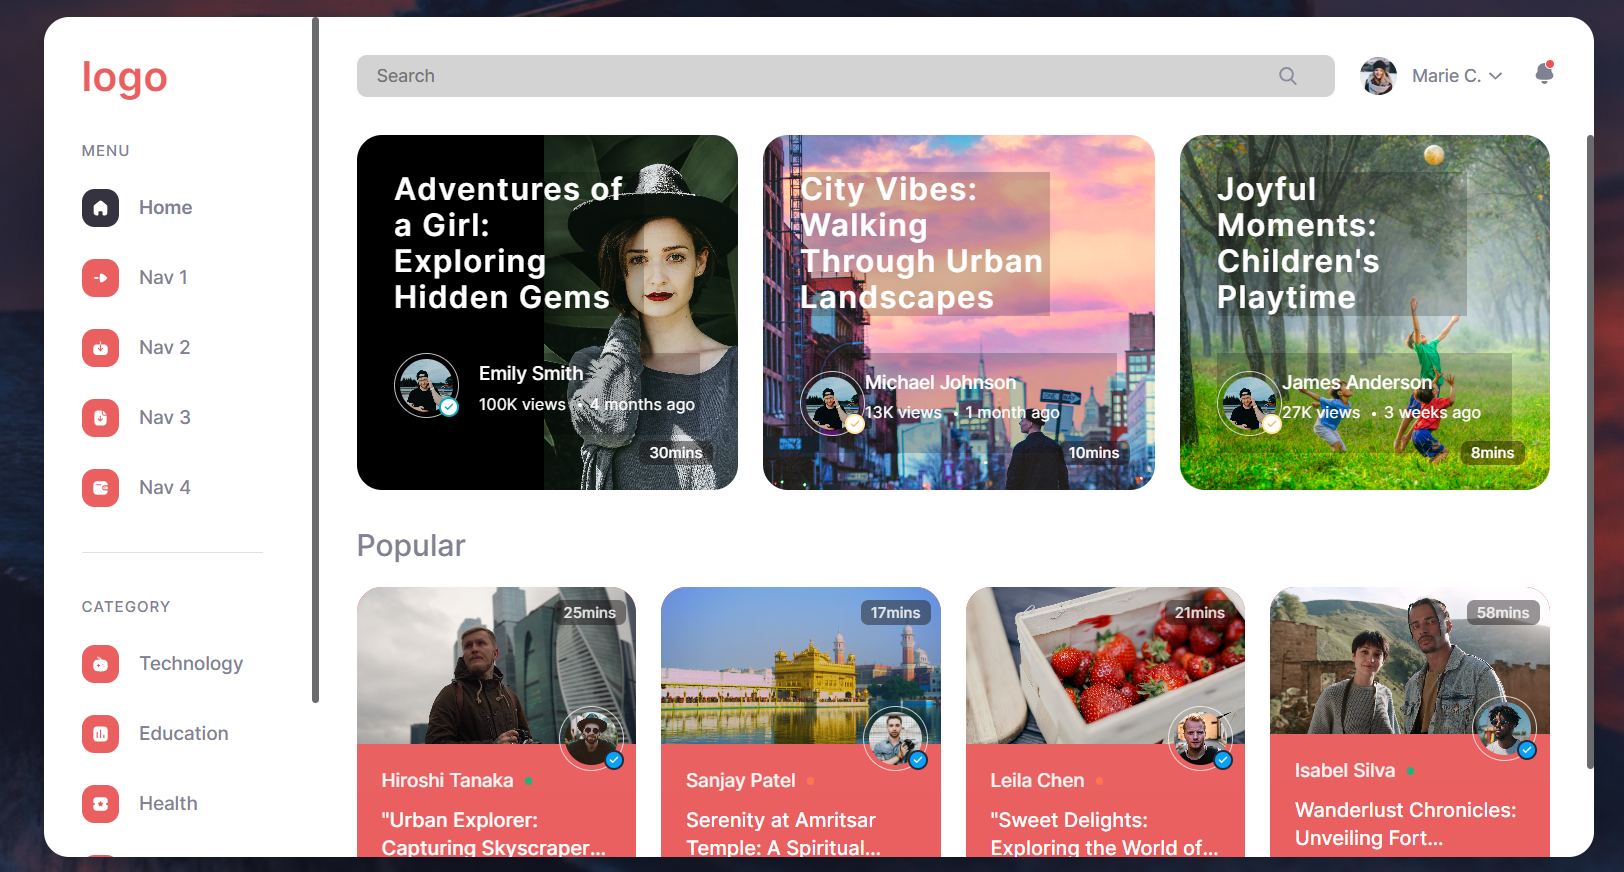 logo
Search
Marie C.
MENU
Home
Nav 1
Nav 2
Nav 3
Nav 4
CATEGORY
Technology
Education
Health
Adventures of
a Girl:
Exploring
Hidden Gems
Emily Smith
100K views • 4 months ago
30mins
City Vibes:
Walking
Through Urban
Landscapes
Michael Johnson
13K views • 1 month ago
10mins
ONE WAY
Joyful
Moments:
Children's
Playtime
James Anderson
27K views • 3 weeks ago
8mins
Popular
25mins
Hiroshi Tanaka
"Urban Explorer:
Capturing Skyscraper...
17mins
Sanjay Patel
Serenity at Amritsar
Temple: A Spiritual...
21mins
Leila Chen
"Sweet Delights:
Exploring the World of...
58mins
Isabel Silva
Wanderlust Chronicles:
Unveiling Fort...